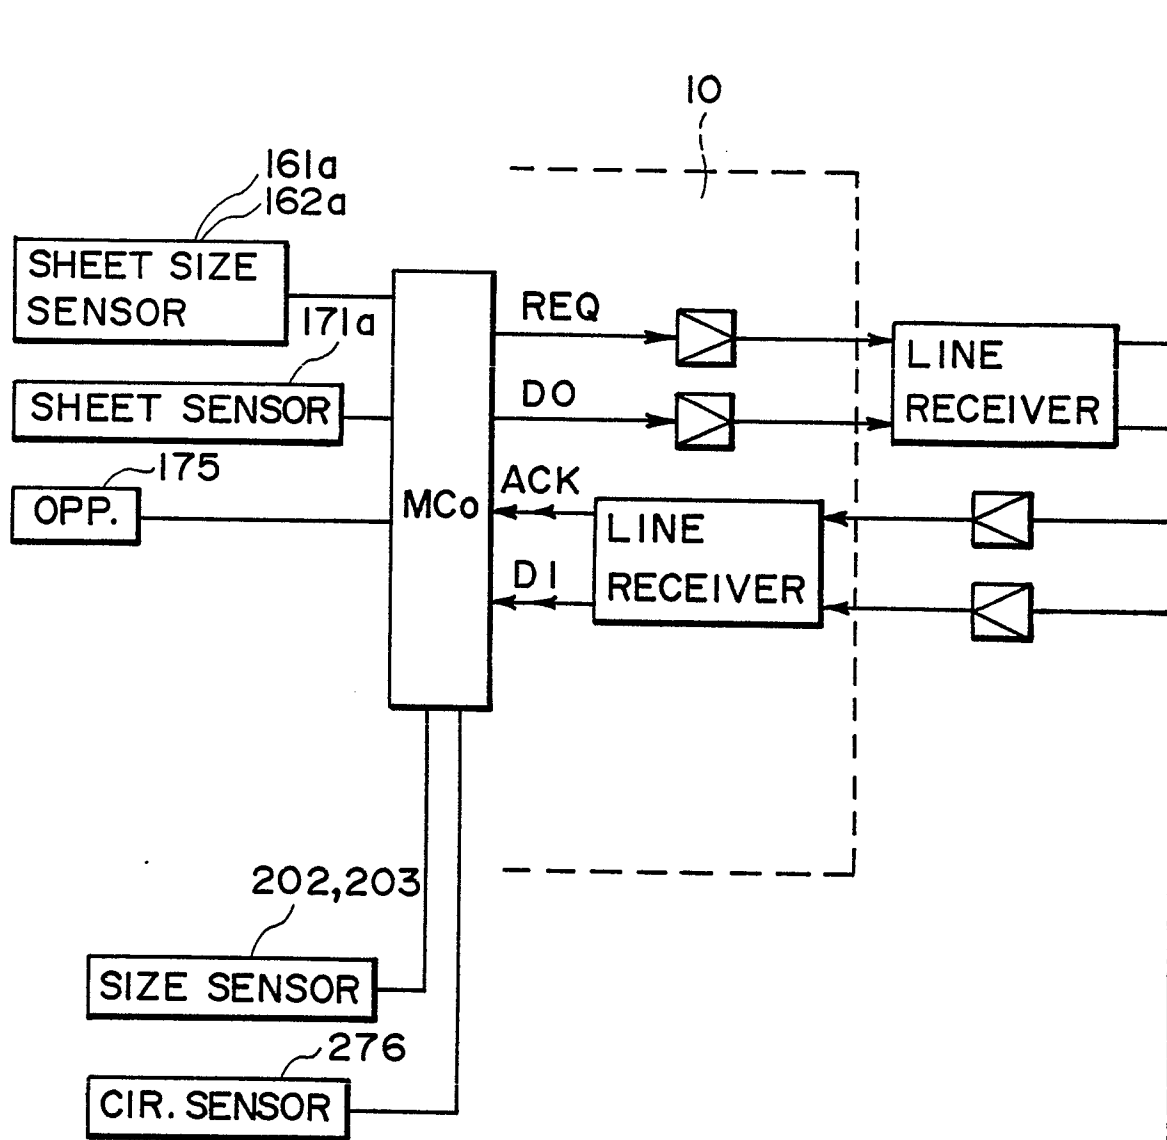 10
161a
162a
SHEET SIZE
SENSOR
171a
SHEET SENSOR
175
OPP.
MCo
REQ
DO
ACK
DI
LINE
RECEIVER
LINE
RECEIVER
202,203
SIZE SENSOR
276
CIR. SENSOR